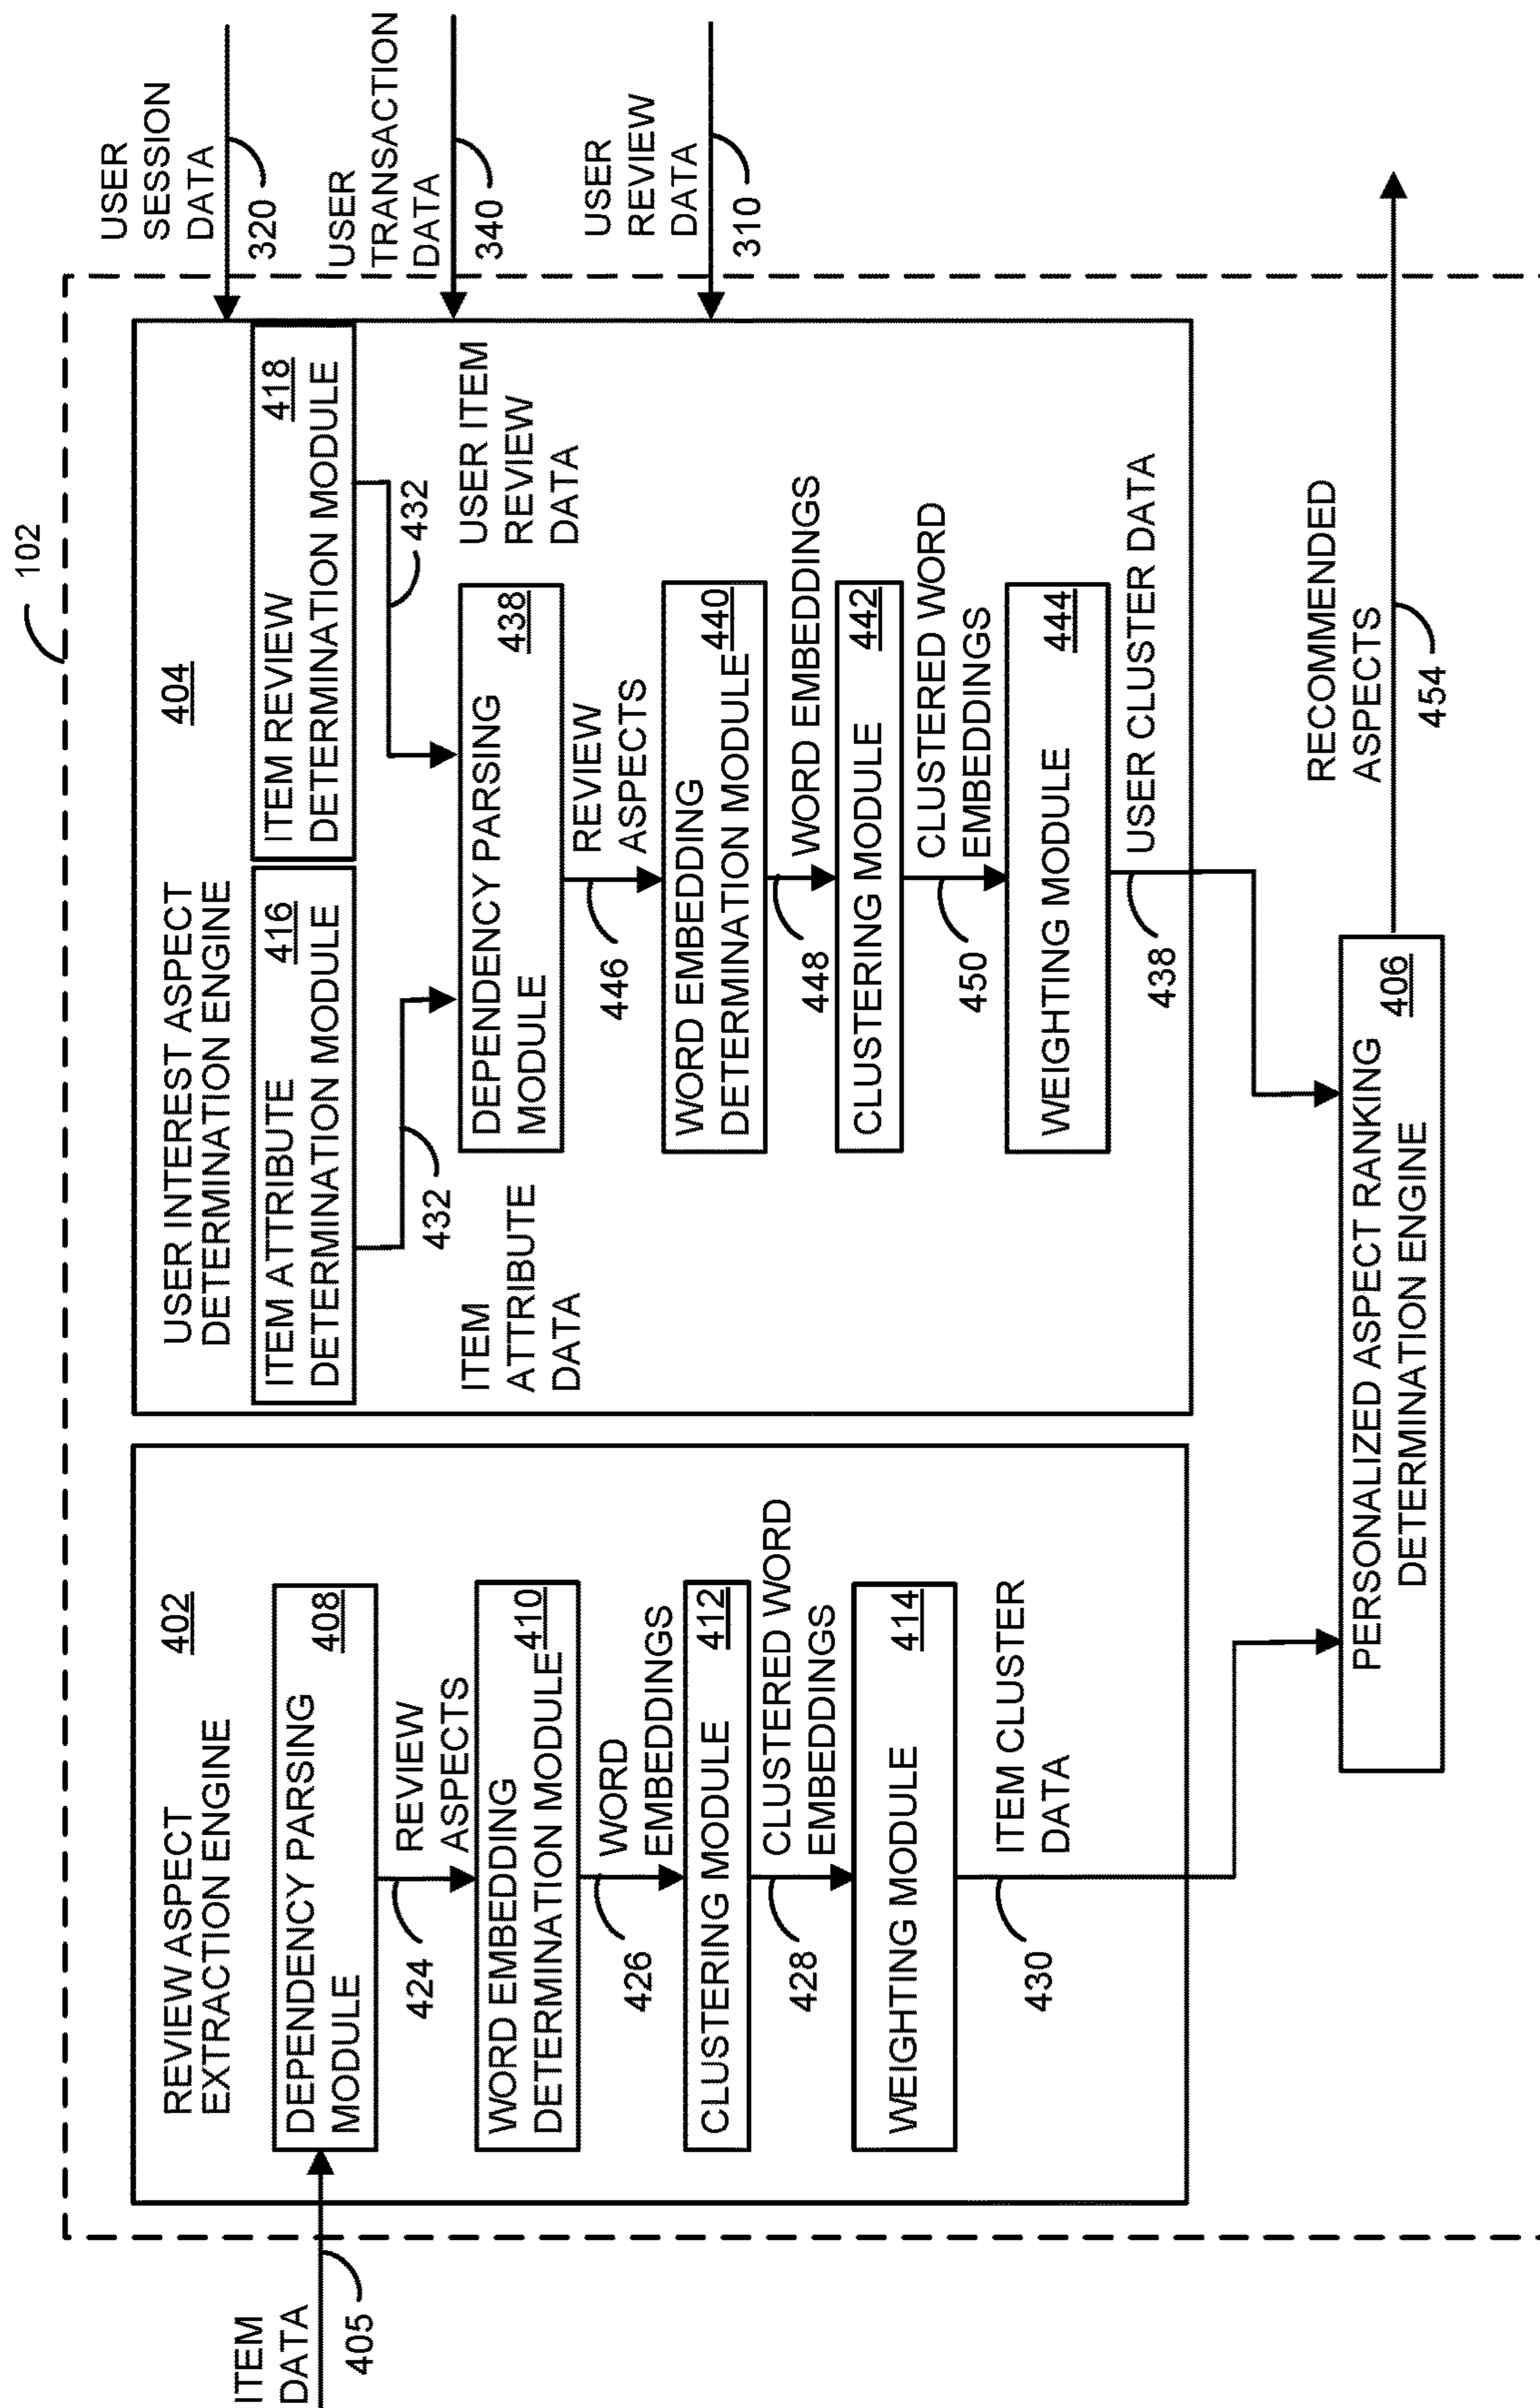 102
ITEM
DATA
405
REVIEW ASPECT
EXTRACTION ENGINE
402
DEPENDENCY PARSING
MODULE
408
424
REVIEW
ASPECTS
WORD EMBEDDING
DETERMINATION MODULE
410
426
WORD
EMBEDDINGS
CLUSTERING MODULE
412
428
CLUSTERED WORD
EMBEDDINGS
WEIGHTING MODULE
414
430
ITEM CLUSTER
DATA
USER INTEREST ASPECT
DETERMINATION ENGINE
404
ITEM ATTRIBUTE
DETERMINATION MODULE
416
ITEM REVIEW
DETERMINATION MODULE
418
432
ITEM
ATTRIBUTE
DATA
432
USER ITEM
REVIEW
DATA
DEPENDENCY PARSING
MODULE
438
446
REVIEW
ASPECTS
WORD EMBEDDING
DETERMINATION MODULE
440
448
WORD EMBEDDINGS
CLUSTERING MODULE
442
450
CLUSTERED WORD
EMBEDDINGS
WEIGHTING MODULE
444
438
USER CLUSTER DATA
USER
SESSION
DATA
320
USER
TRANSACTION
DATA
340
USER
REVIEW
DATA
310
PERSONALIZED ASPECT RANKING
DETERMINATION ENGINE
406
RECOMMENDED
ASPECTS
454